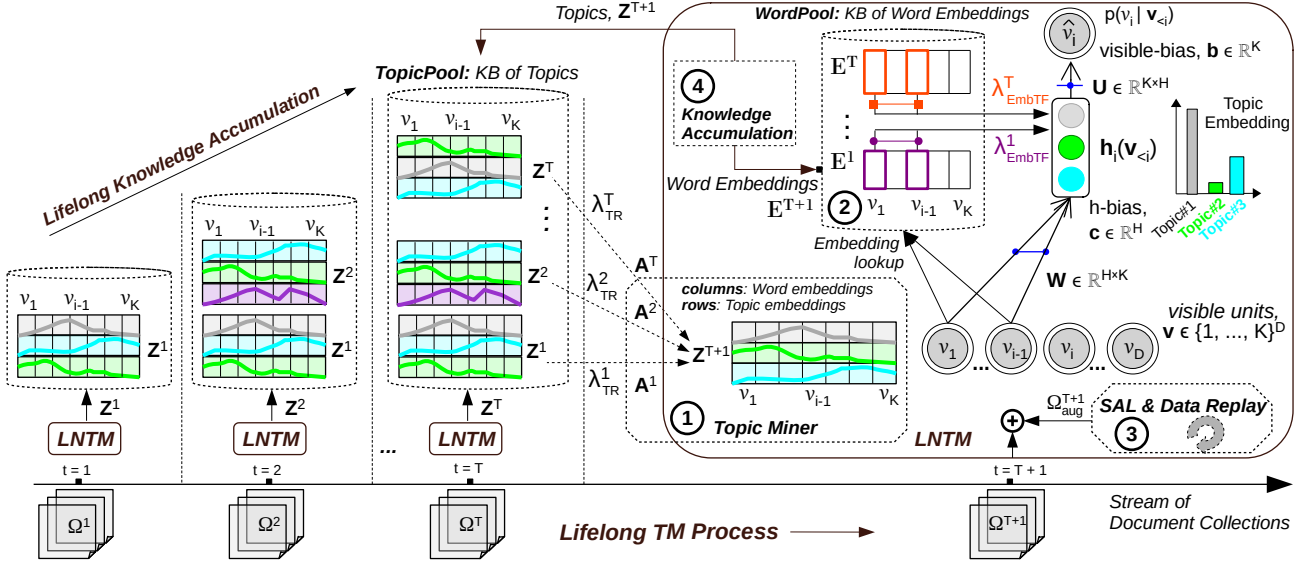 Topics, Z^{T+1}
WordPool: KB of Word Embeddings
p(v_i | v_{<i})
v̂_i
visible-bias, b ∈ ℝ^K
U ∈ ℝ^{K×H}
TopicPool: KB of Topics
Lifelong Knowledge Accumulation
4
Knowledge
Accumulation
Word Embeddings
E^{T+1}
E^T
⋮
E^1
λ^T_{EmbTF}
λ^1_{EmbTF}
2
v_1 v_{i-1} v_K
Embedding
lookup
h_i(v_{<i})
h-bias,
c ∈ ℝ^H
W ∈ ℝ^{H×K}
Topic
Embedding
Topic#1
Topic#2
Topic#3
visible units,
v ∈ {1, ..., K}^D
v_1 ... v_{i-1} v_i ... v_D
v_1 v_{i-1} v_K
Z^1
v_1 v_{i-1} v_K
Z^2
Z^1
v_1 v_{i-1} v_K
Z^T
⋮
Z^2
Z^1
λ^T_{TR}
λ^2_{TR}
λ^1_{TR}
A^T
A^2
A^1
columns: Word embeddings
rows: Topic embeddings
Z^{T+1}
v_1 v_{i-1} v_K
1
Topic Miner
Z^1
Z^2
Z^T
LNTM
LNTM
...
LNTM
LNTM
Ω^{T+1}_{aug}
SAL & Data Replay
3
+
t = 1
t = 2
t = T
t = T + 1
Ω^1
Ω^2
Ω^T
Ω^{T+1}
Lifelong TM Process
Stream of
Document Collections